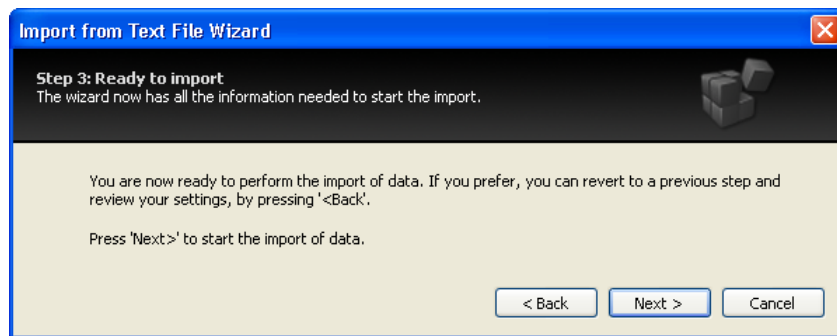 Import from Text File Wizard
Step 3: Ready to import
The wizard now has all the information needed to start the import.
You are now ready to perform the import of data. If you prefer, you can revert to a previous step and
review your settings, by pressing '<Back'.
Press 'Next>' to start the import of data.
< Back
Next >
Cancel